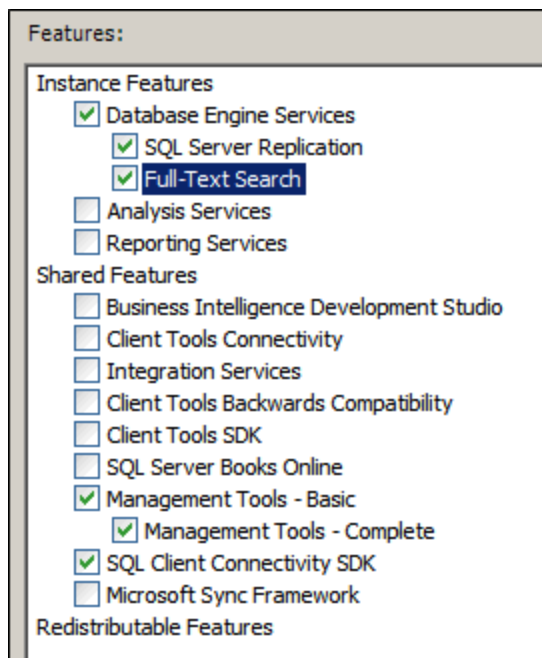 Features:
Instance Features
Database Engine Services
SQL Server Replication
Full-Text Search
Analysis Services
Reporting Services
Shared Features
Business Intelligence Development Studio
Client Tools Connectivity
Integration Services
Client Tools Backwards Compatibility
Client Tools SDK
SQL Server Books Online
Management Tools - Basic
Management Tools - Complete
SQL Client Connectivity SDK
Microsoft Sync Framework
Redistributable Features